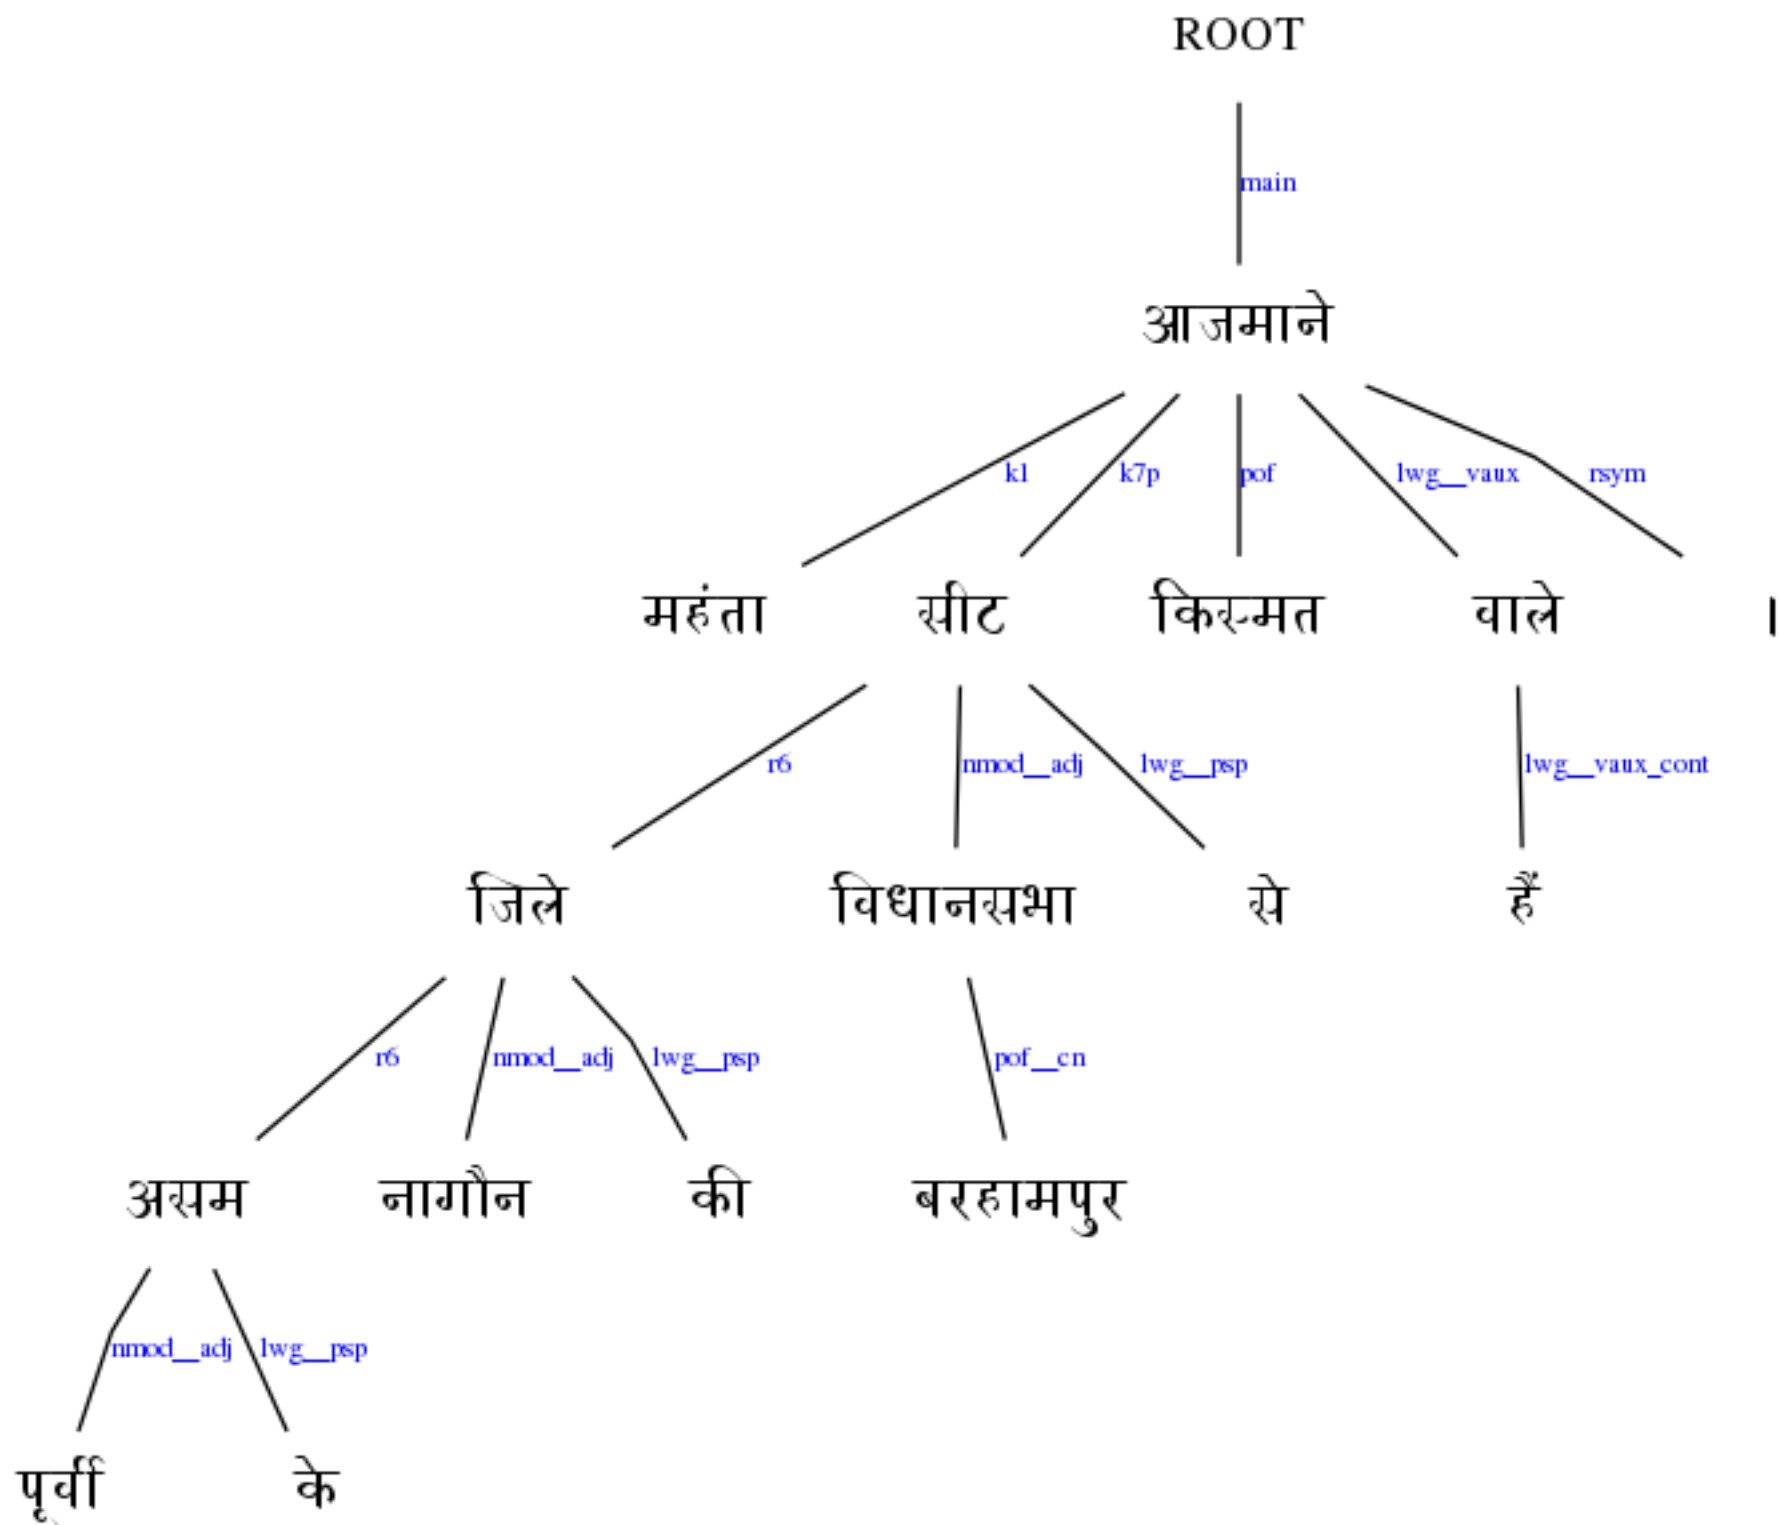 ROOT
main
आजमाने
k1 k7p pof lwg__vaux rsym
महंता सीट किस्मत वाले ।
r6 nmod__adj lwg__psp lwg__vaux_cont
जिले विधानसभा से हैं
r6 nmod__adj lwg__psp pof__cn
असम नागौन की बरहामपुर
nmod__adj lwg__psp
पूर्वी के